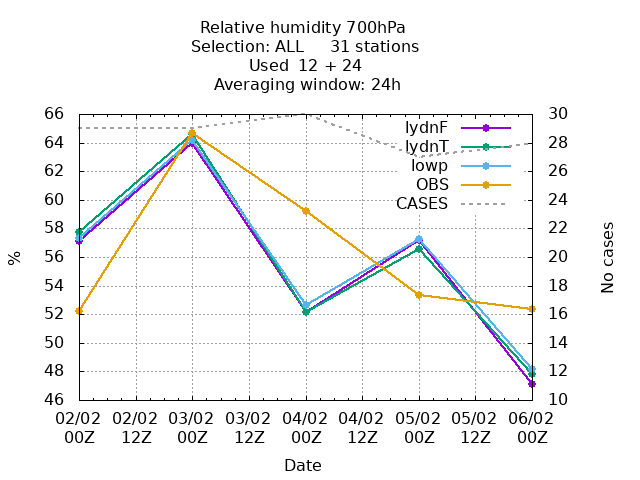 Relative humidity 700hPa
Selection: ALL 31 stations
Used 12 + 24
Averaging window: 24h
66
64
62
60
58
56
54
52
50
48
46
30
28
26
24
22
20
18
16
14
12
10
lydnF
lydnT
lowp
OBS
CASES
%
No cases
02/02 02/02 03/02 03/02 04/02 04/02 05/02 05/02 06/02
00Z 12Z 00Z 12Z 00Z 12Z 00Z 12Z 00Z
Date